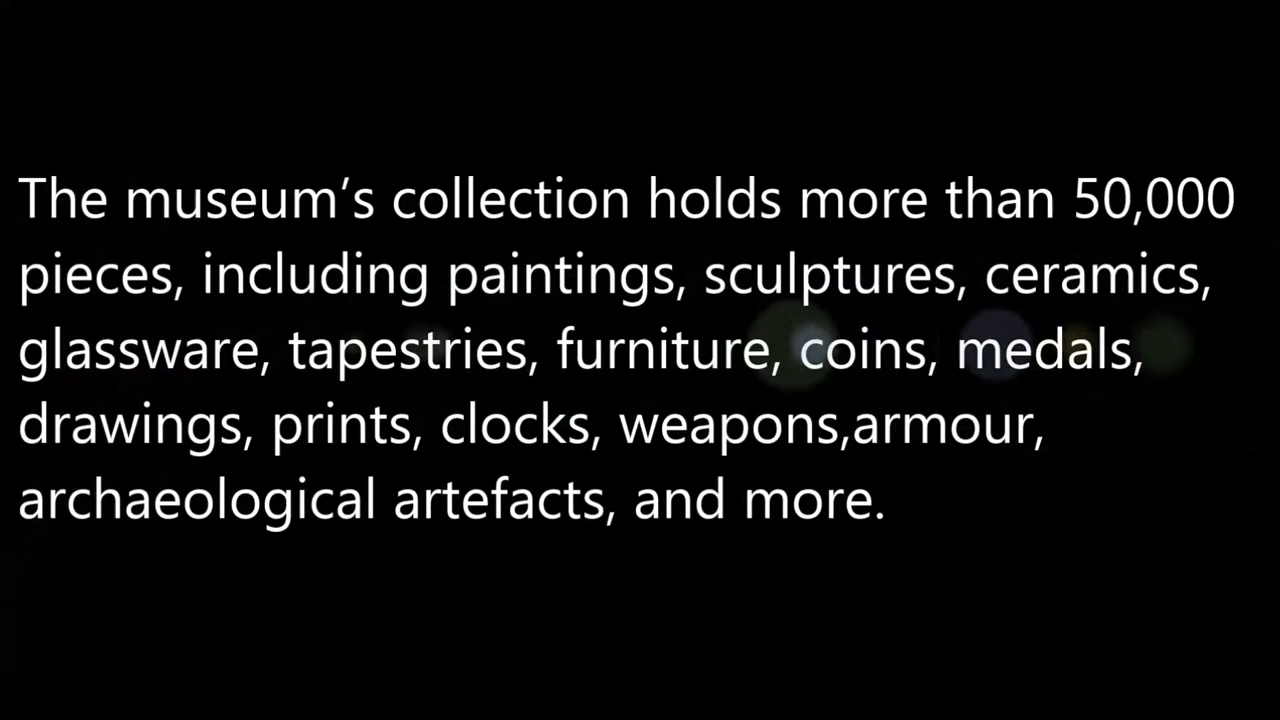 The museum’s collection holds more than 50,000
pieces, including paintings, sculptures, ceramics,
glassware, tapestries, furniture, coins, medals,
drawings, prints, clocks, weapons,armour,
archaeological artefacts, and more.